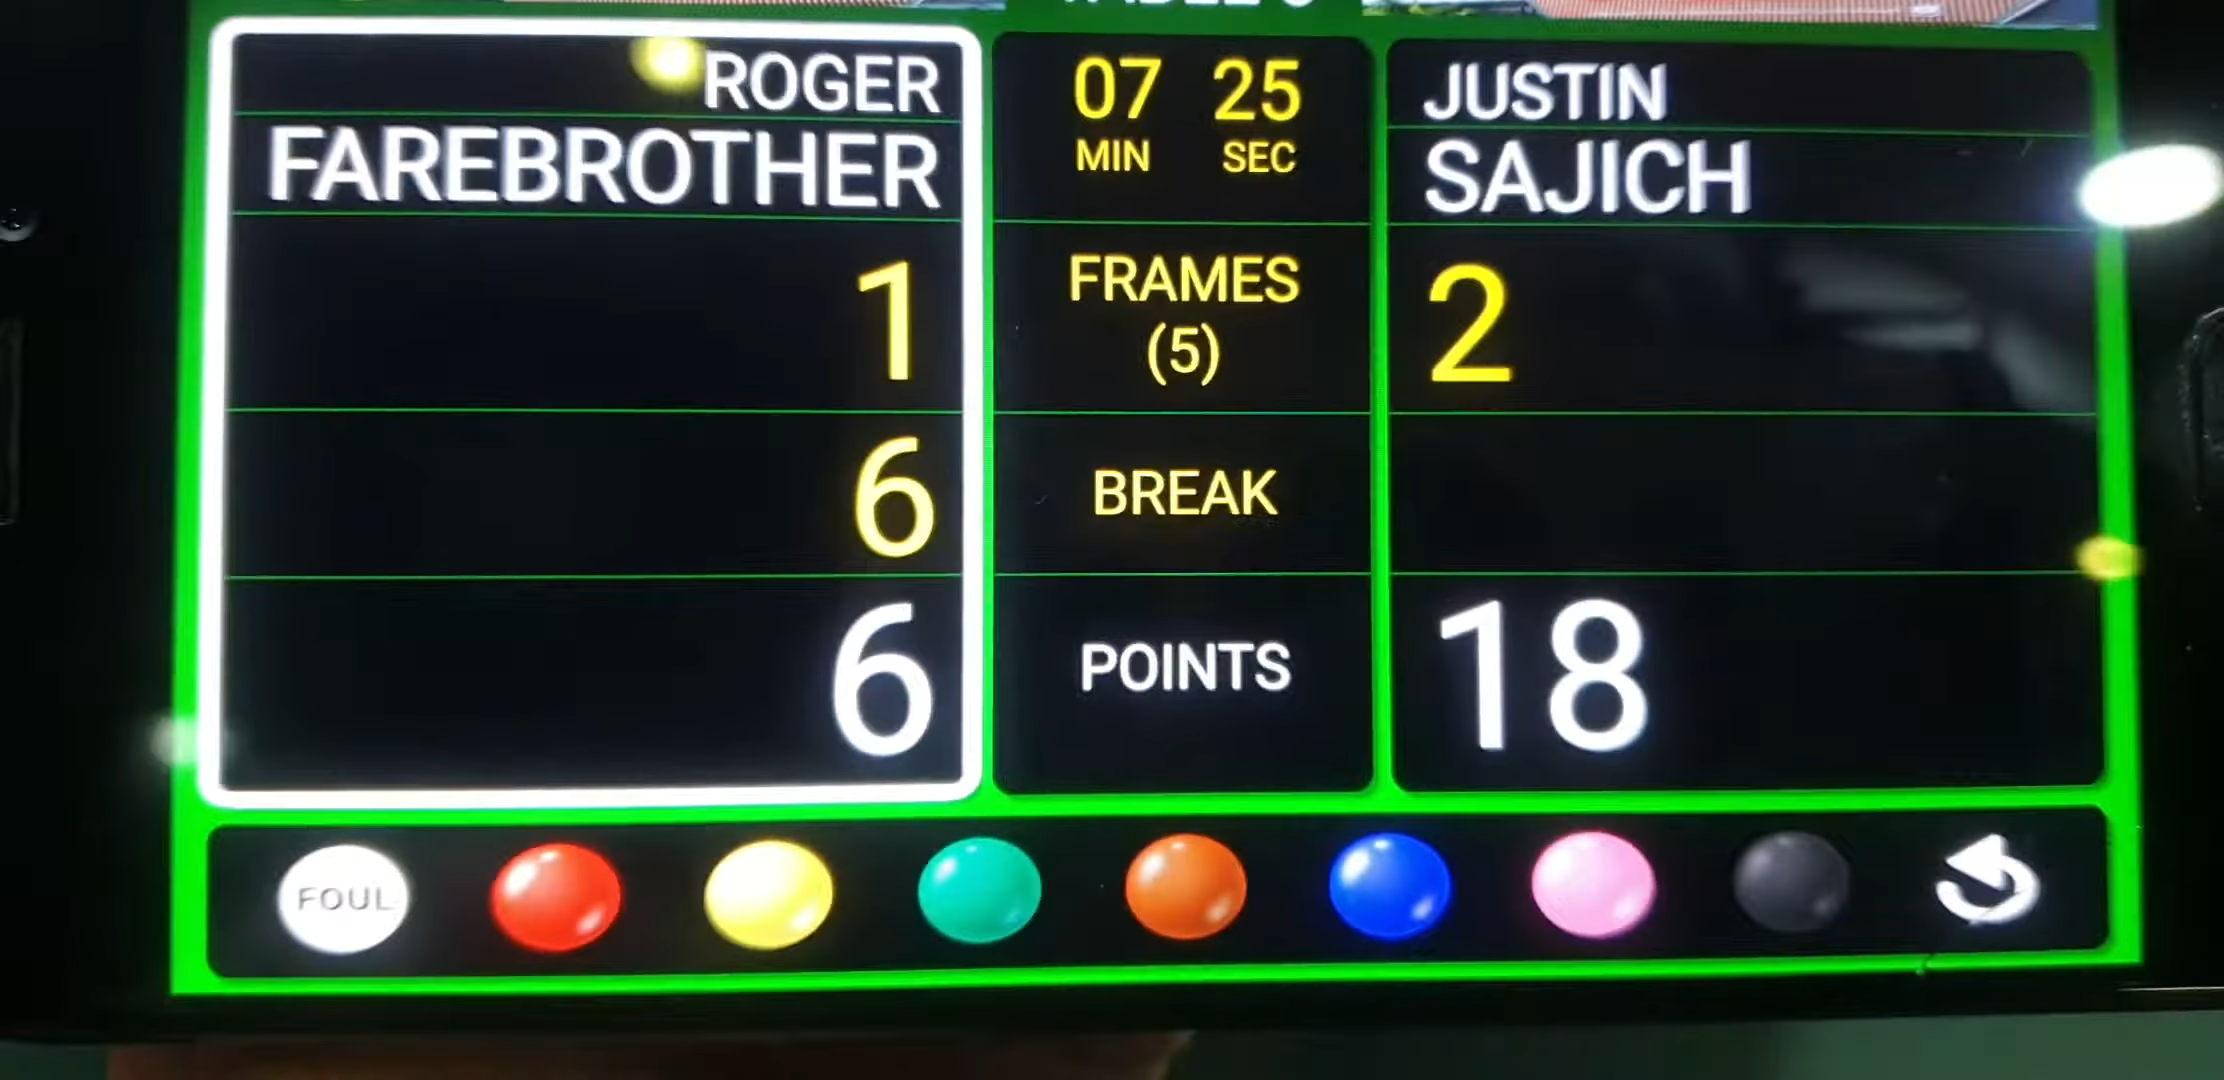 ROGER
FAREBROTHER
07 25
MIN SEC
JUSTIN
SAJICH
1 FRAMES 2
(5)
6 BREAK
6 POINTS 18
FOUL